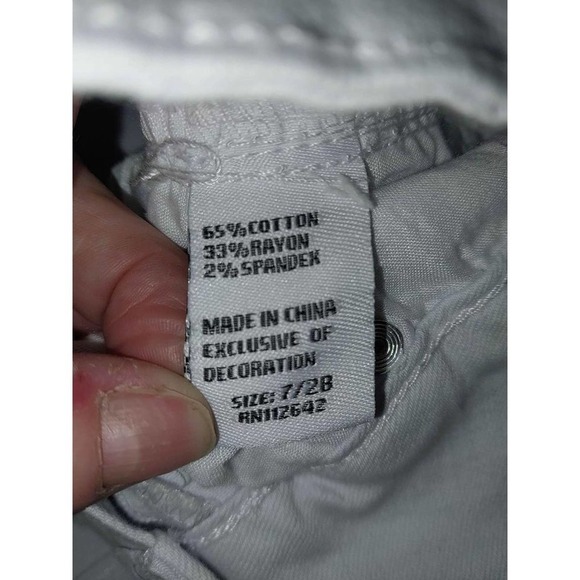 65%COTTON
33%RAYON
2%SPANDEX
MADE IN CHINA
EXCLUSIVE OF
DECORATION
SIZE: 7/28
RN112642